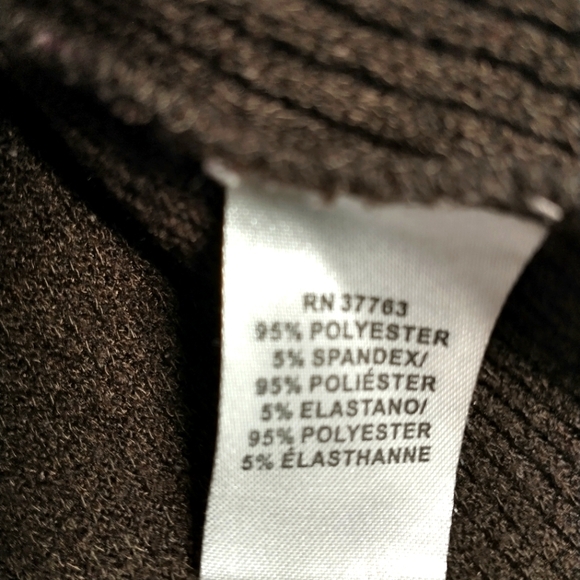 RN 37763
95% POLYESTER
5% SPANDEX/
95% POLIÉSTER
5% ELASTANO/
95% POLYESTER
5% ÉLASTHANNE